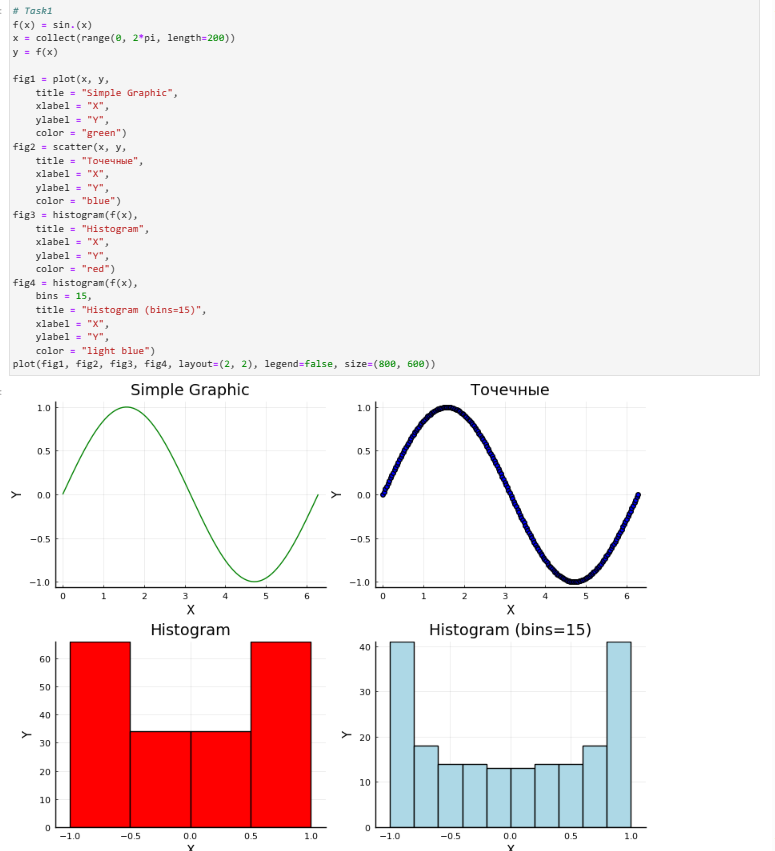 :
# Task1
f(x) = sin.(x)
x = collect(range(0, 2*pi, length=200))
y = f(x)
fig1 = plot(x, y,
    title = "Simple Graphic",
    xlabel = "X",
    ylabel = "Y",
    color = "green")
fig2 = scatter(x, y,
    title = "Точечные",
    xlabel = "X",
    ylabel = "Y",
    color = "blue")
fig3 = histogram(f(x),
    title = "Histogram",
    xlabel = "X",
    ylabel = "Y",
    color = "red")
fig4 = histogram(f(x),
    bins = 15,
    title = "Histogram (bins=15)",
    xlabel = "X",
    ylabel = "Y",
    color = "light blue")
plot(fig1, fig2, fig3, fig4, layout=(2, 2), legend=false, size=(800, 600))
:
Simple Graphic
1.0
0.5
0.0
−0.5
−1.0
Y
0 1 2 3 4 5 6
X
Точечные
1.0
0.5
0.0
−0.5
−1.0
Y
0 1 2 3 4 5 6
X
Histogram
60
50
40
30
20
10
0
Y
−1.0 −0.5 0.0 0.5 1.0
X
Histogram (bins=15)
40
30
20
10
0
Y
−1.0 −0.5 0.0 0.5 1.0
X